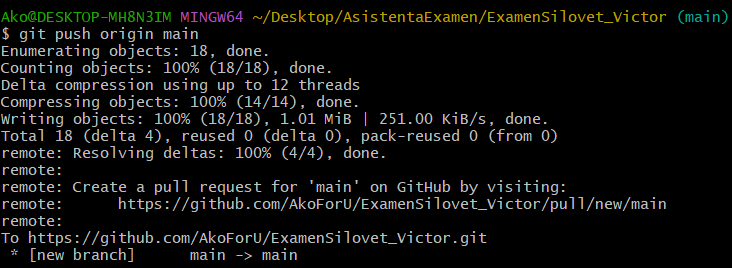 Ako@DESKTOP-MH8N3IM MINGW64 ~/Desktop/AsistentaExamen/ExamenSilovet_Victor (main)
$ git push origin main
Enumerating objects: 18, done.
Counting objects: 100% (18/18), done.
Delta compression using up to 12 threads
Compressing objects: 100% (14/14), done.
Writing objects: 100% (18/18), 1.01 MiB | 251.00 KiB/s, done.
Total 18 (delta 4), reused 0 (delta 0), pack-reused 0 (from 0)
remote: Resolving deltas: 100% (4/4), done.
remote:
remote: Create a pull request for 'main' on GitHub by visiting:
remote:      https://github.com/AkoForU/ExamenSilovet_Victor/pull/new/main
remote:
To https://github.com/AkoForU/ExamenSilovet_Victor.git
 * [new branch]      main -> main